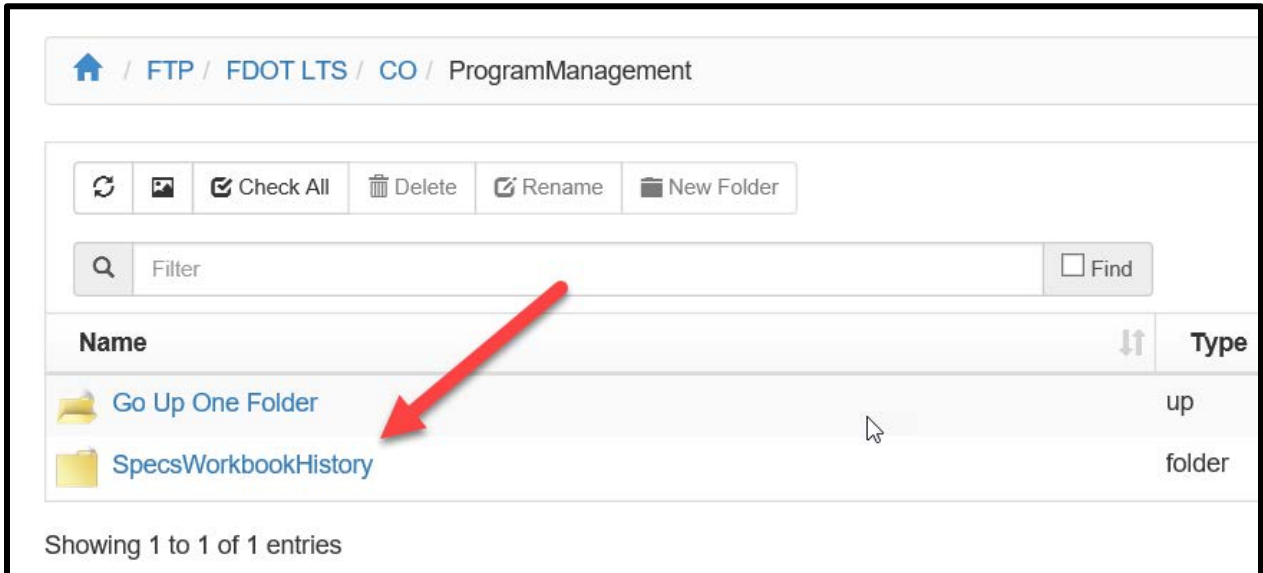 / FTP / FDOT LTS / CO / ProgramManagement
Check All Delete Rename New Folder
Filter Find
Name Type
Go Up One Folder up
SpecsWorkbookHistory folder
Showing 1 to 1 of 1 entries